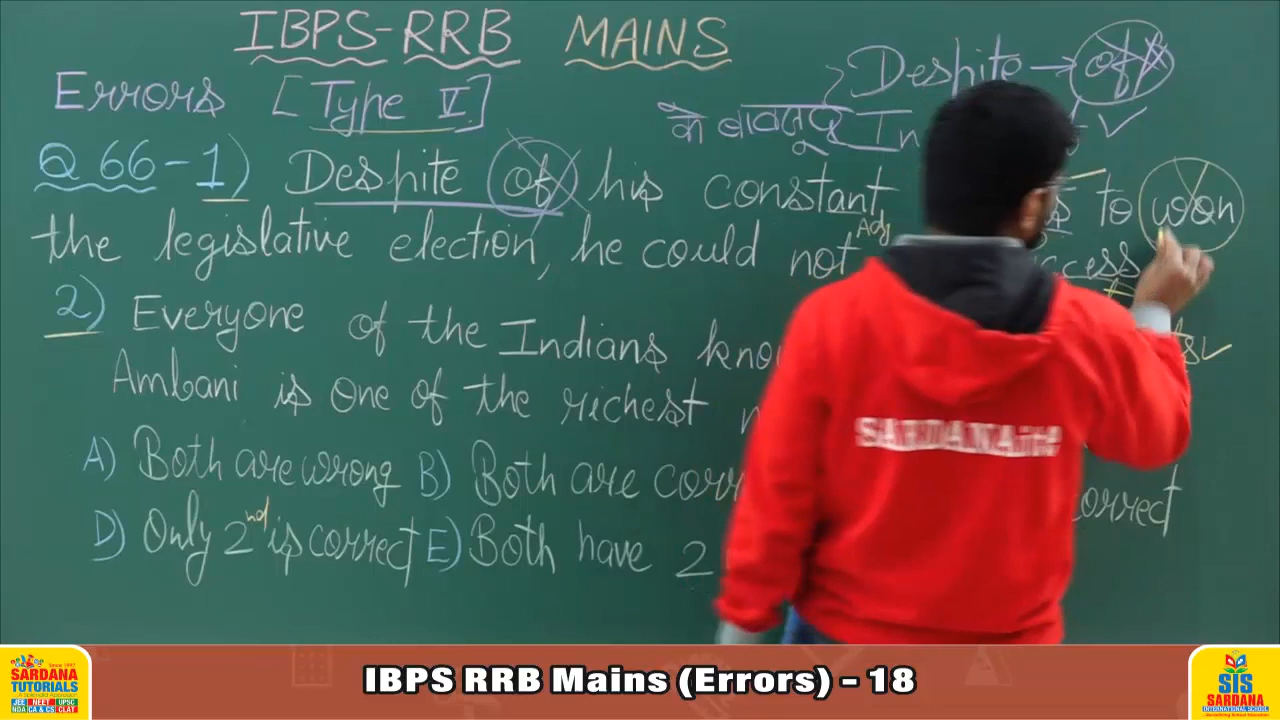 IBPS-RRB MAINS
Errors [Type V]
Despite → of
के बावजूद In
Q 66-1) Despite of his constant to won
the legislative election, he could not
Adj
2) Everyone of the Indians
Ambani is one of the richest
A) Both are wrong B) Both are
D) Only 2nd is correct E) Both have 2
correct
SARDANA
SARDANA
TUTORIALS
JEE NEET UPSC
NDA CA & CS CLAT
IBPS RRB Mains (Errors) - 18
SIS
SARDANA
INTERNATIONAL SCHOOL